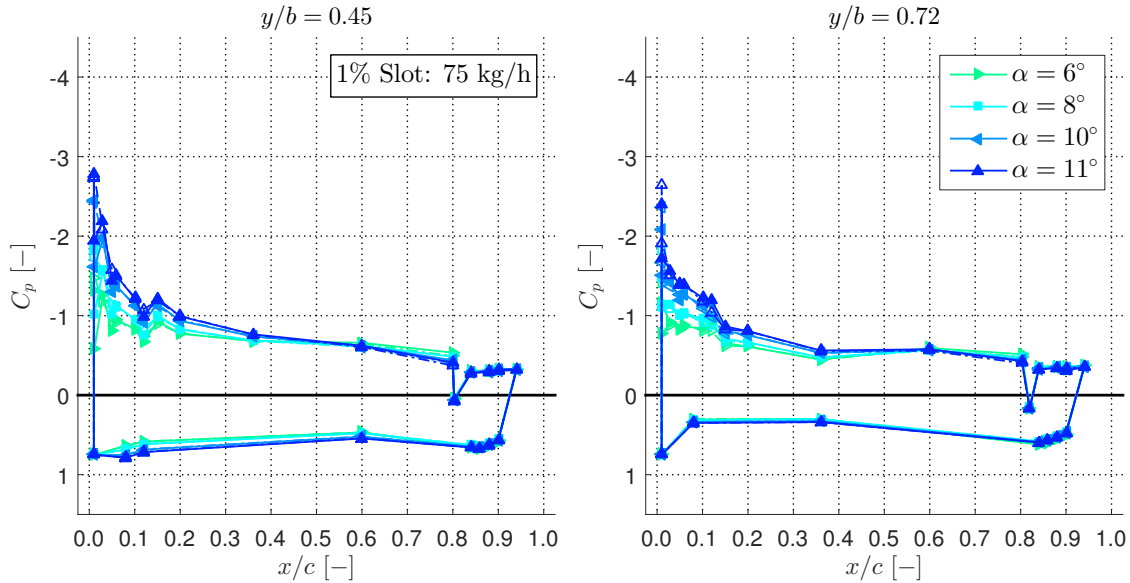 y/b = 0.45
y/b = 0.72
1% Slot: 75 kg/h
α = 6°
α = 8°
α = 10°
α = 11°
-4
-3
-2
-1
0
1
C_p [−]
0.0 0.1 0.2 0.3 0.4 0.5 0.6 0.7 0.8 0.9 1.0
x/c [−]
-4
-3
-2
-1
0
1
C_p [−]
0.0 0.1 0.2 0.3 0.4 0.5 0.6 0.7 0.8 0.9 1.0
x/c [−]